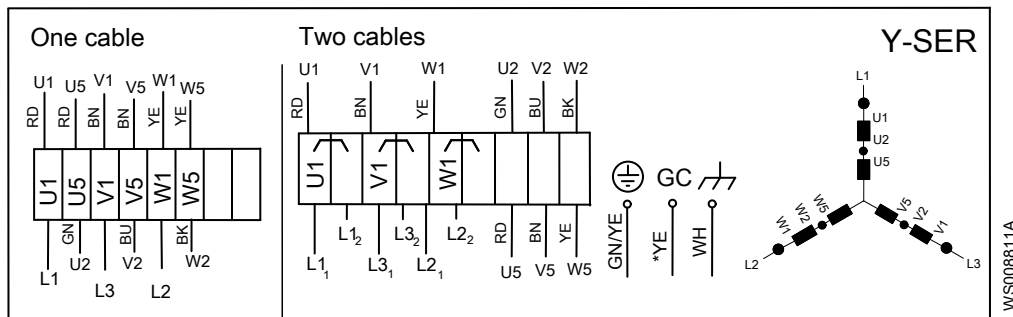 One cable
Two cables
Y-SER
U1 U5 V1 V5 W1 W5
RD RD BN BN YE YE
U1 U5 V1 V5 W1 W5
GN BU BK
L1 U2 L3 V2 L2 W2
U1 V1 W1 U2 V2 W2
RD BN YE GN BU BK
U1 V1 W1
L1₁ L1₂ L3₁ L3₂ L2₁ L2₂
RD BN YE
U5 V5 W5
GC
GN/YE *YE WH
L1
U1
U2
U5
W5 W2 W1
L2
V5 V2 V1
L3
WS008811A